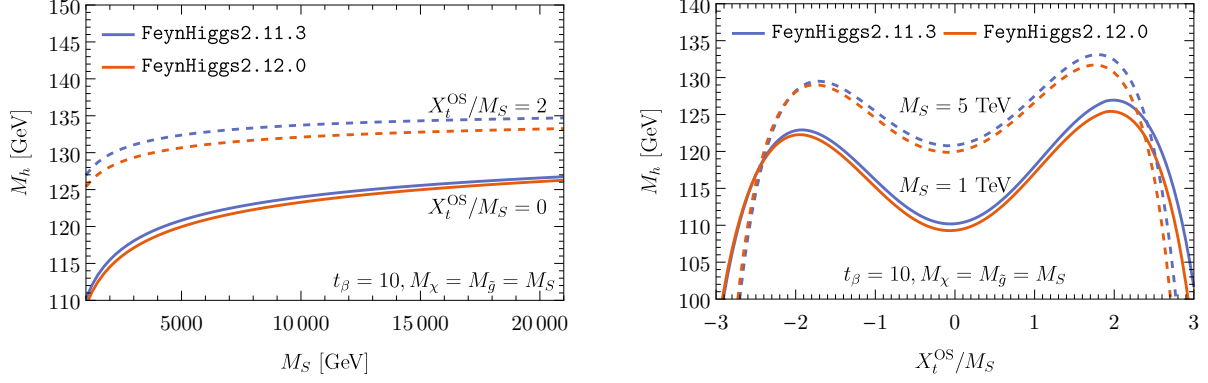 150
145
140
135
130
125
120
115
110
M_h [GeV]
FeynHiggs2.11.3
FeynHiggs2.12.0
X_t^OS/M_S = 2
X_t^OS/M_S = 0
t_β = 10, M_χ = M_g̃ = M_S
5000
10 000
15 000
20 000
M_S [GeV]
140
135
130
125
120
115
110
105
100
M_h [GeV]
FeynHiggs2.11.3
FeynHiggs2.12.0
M_S = 5 TeV
M_S = 1 TeV
t_β = 10, M_χ = M_g̃ = M_S
−3
−2
−1
0
1
2
3
X_t^OS/M_S